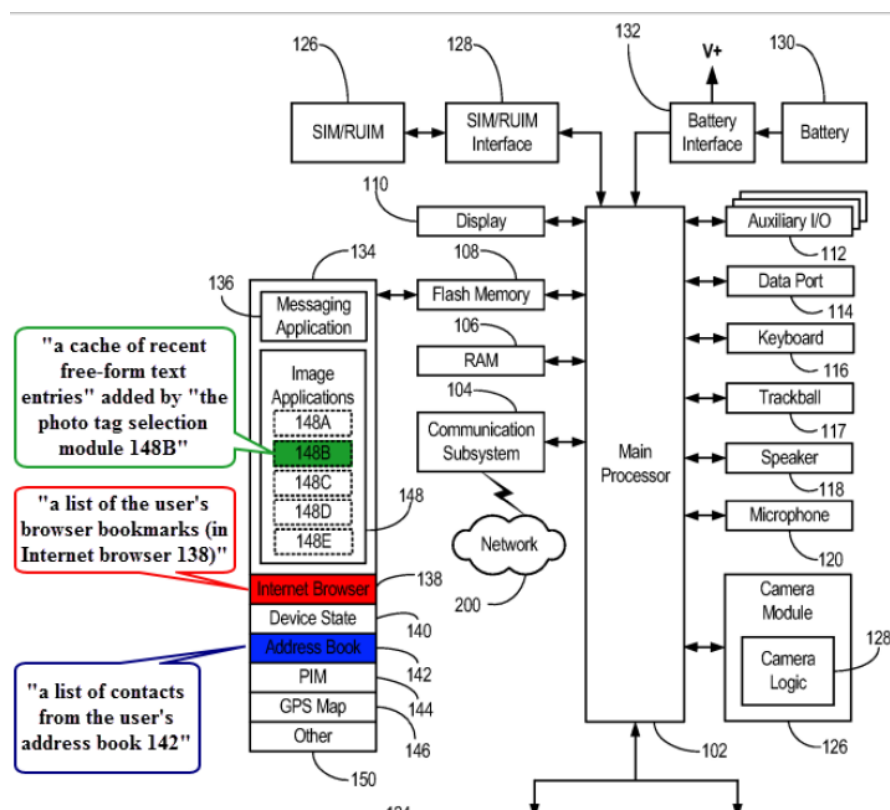 126
128
132
V+
130
SIM/RUIM
SIM/RUIM
Interface
Battery
Interface
Battery
110
Display
Auxiliary I/O
112
134
108
136
Messaging
Application
Flash Memory
Data Port
114
"a cache of recent
free-form text
entries" added by "the
photo tag selection
module 148B"
Image
Applications
148A
148B
148C
148D
148E
148
106
RAM
Keyboard
116
104
Communication
Subsystem
Main
Processor
Trackball
117
Speaker
118
Microphone
120
Network
200
"a list of the user's
browser bookmarks (in
Internet browser 138)"
Internet Browser
138
Device State
140
Address Book
142
PIM
144
GPS Map
146
Other
150
"a list of contacts
from the user's
address book 142"
Camera
Module
Camera
Logic
128
126
102